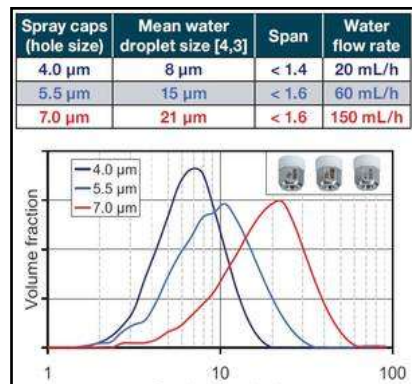 Spray caps (hole size) Mean water droplet size [4,3] Span Water flow rate
4.0 µm 8 µm < 1.4 20 mL/h
5.5 µm 15 µm < 1.6 60 mL/h
7.0 µm 21 µm < 1.6 150 mL/h
4.0 µm
5.5 µm
7.0 µm
Volume fraction
1 10 100